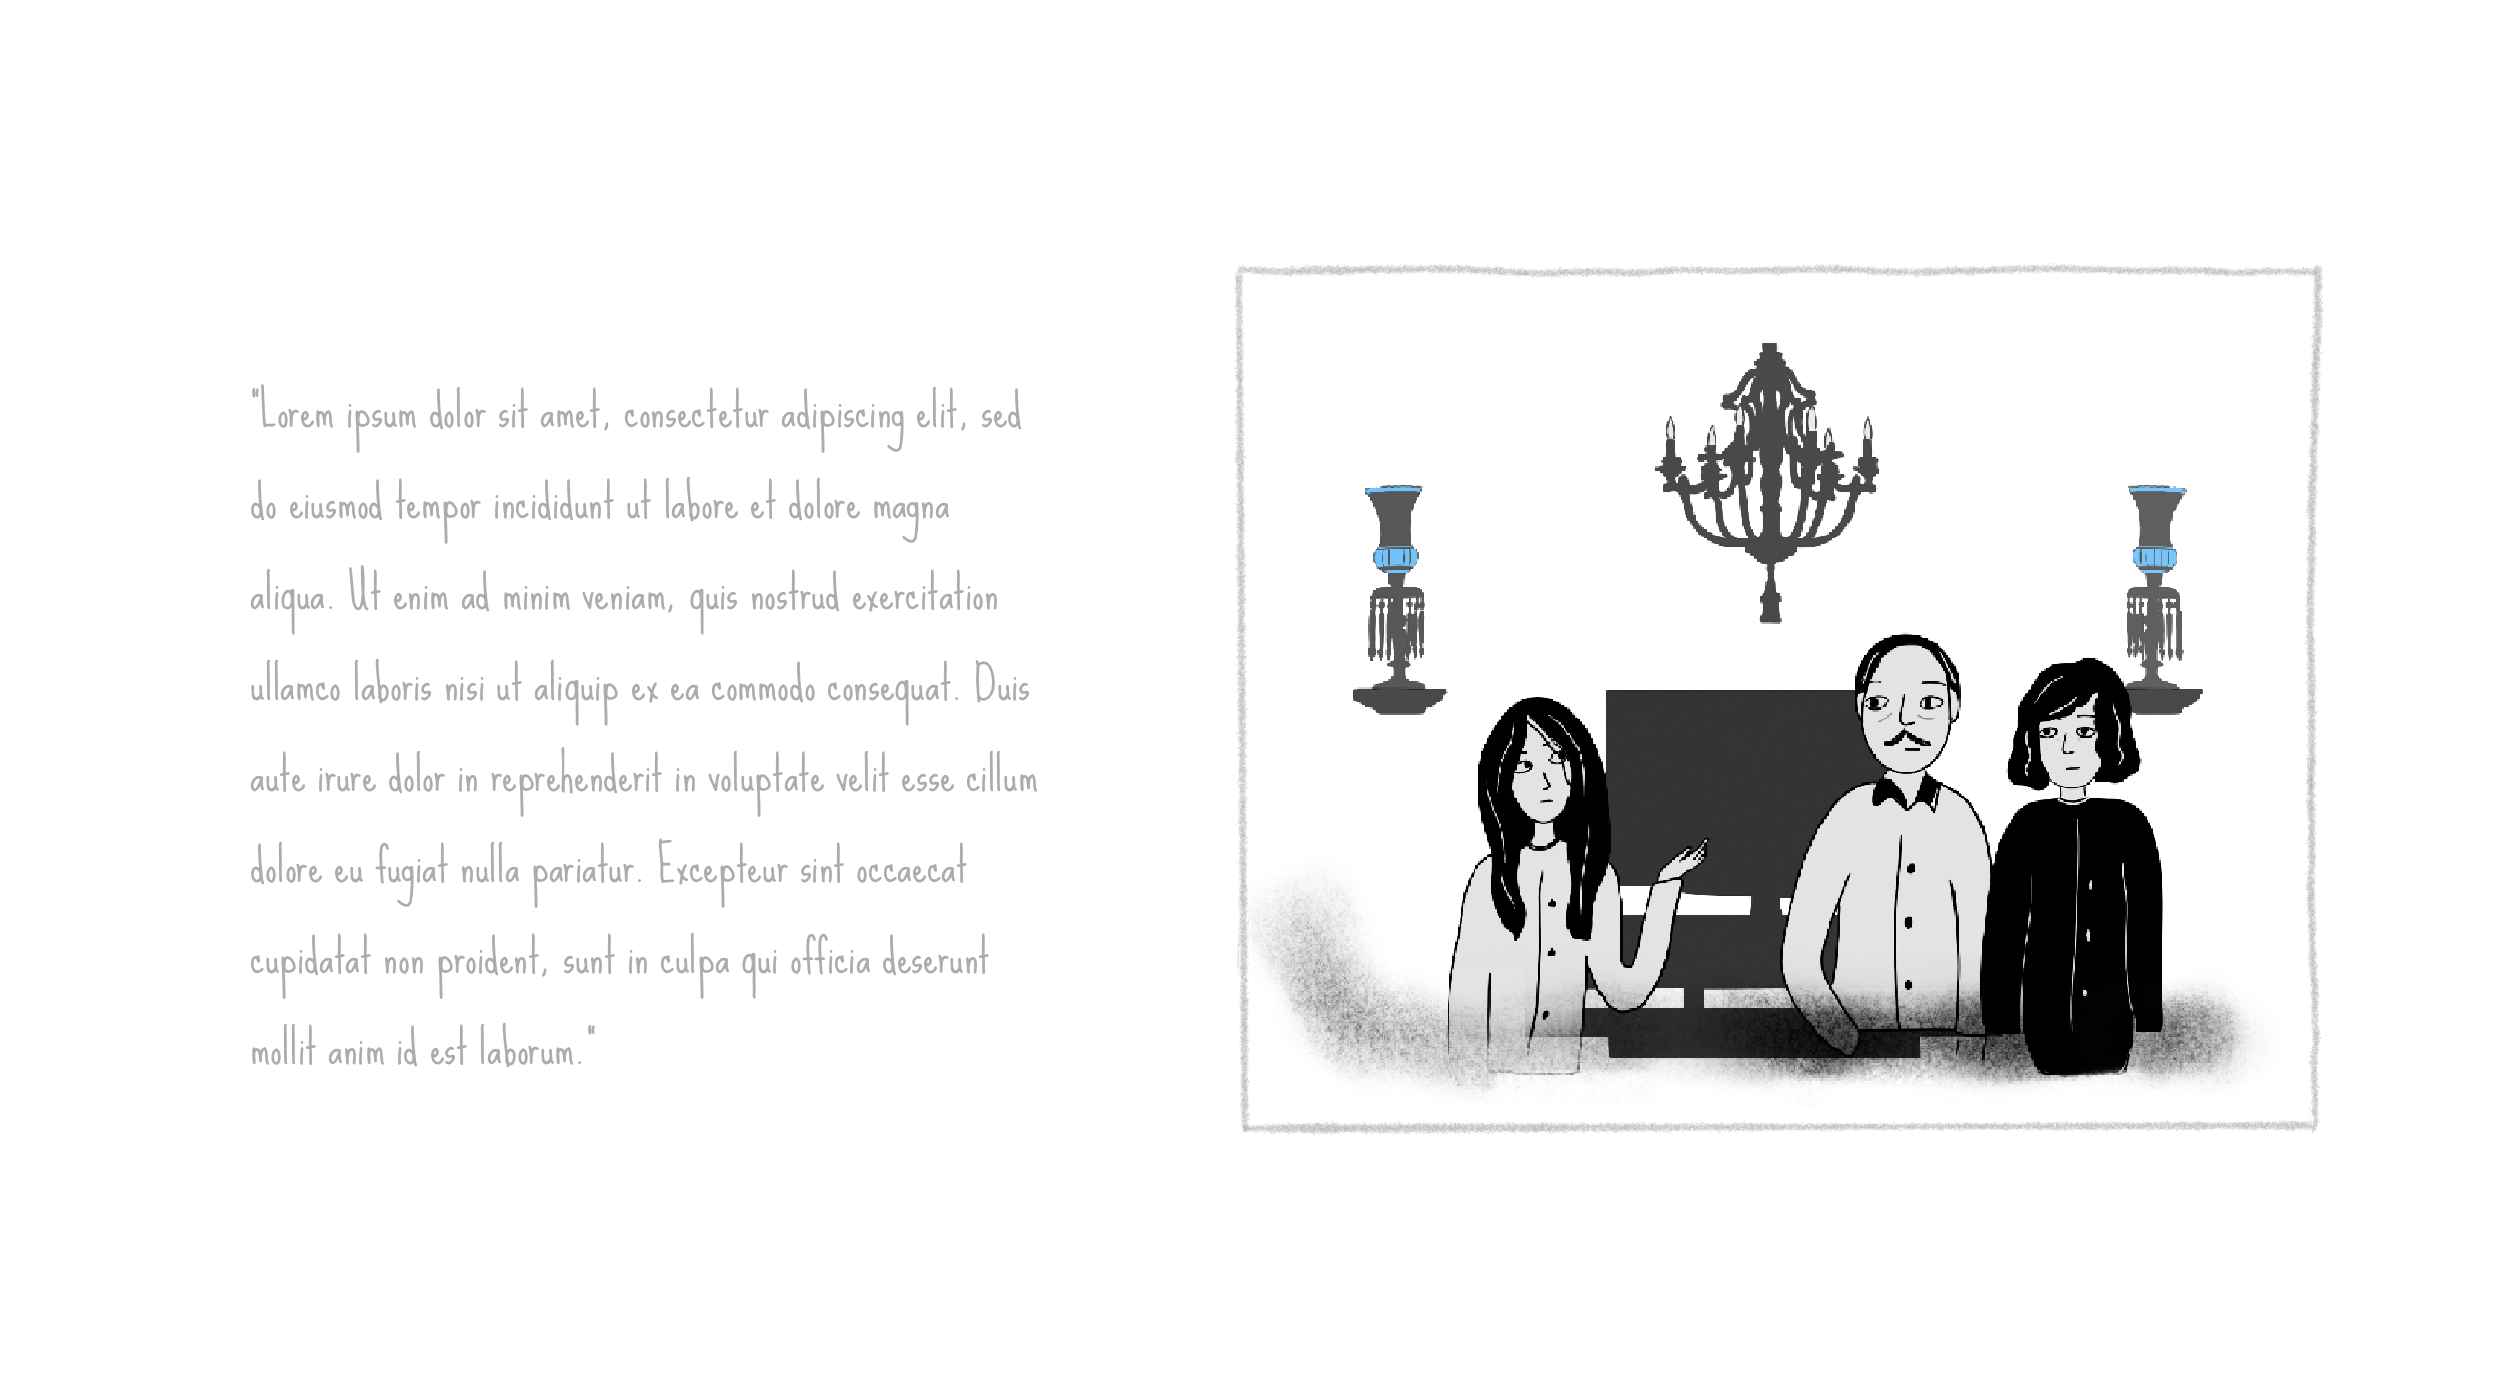 "Lorem ipsum dolor sit amet, consectetur adipiscing elit, sed
do eiusmod tempor incididunt ut labore et dolore magna
aliqua. Ut enim ad minim veniam, quis nostrud exercitation
ullamco laboris nisi ut aliquip ex ea commodo consequat. Duis
aute irure dolor in reprehenderit in voluptate velit esse cillum
dolore eu fugiat nulla pariatur. Excepteur sint occaecat
cupidatat non proident, sunt in culpa qui officia deserunt
mollit anim id est laborum."